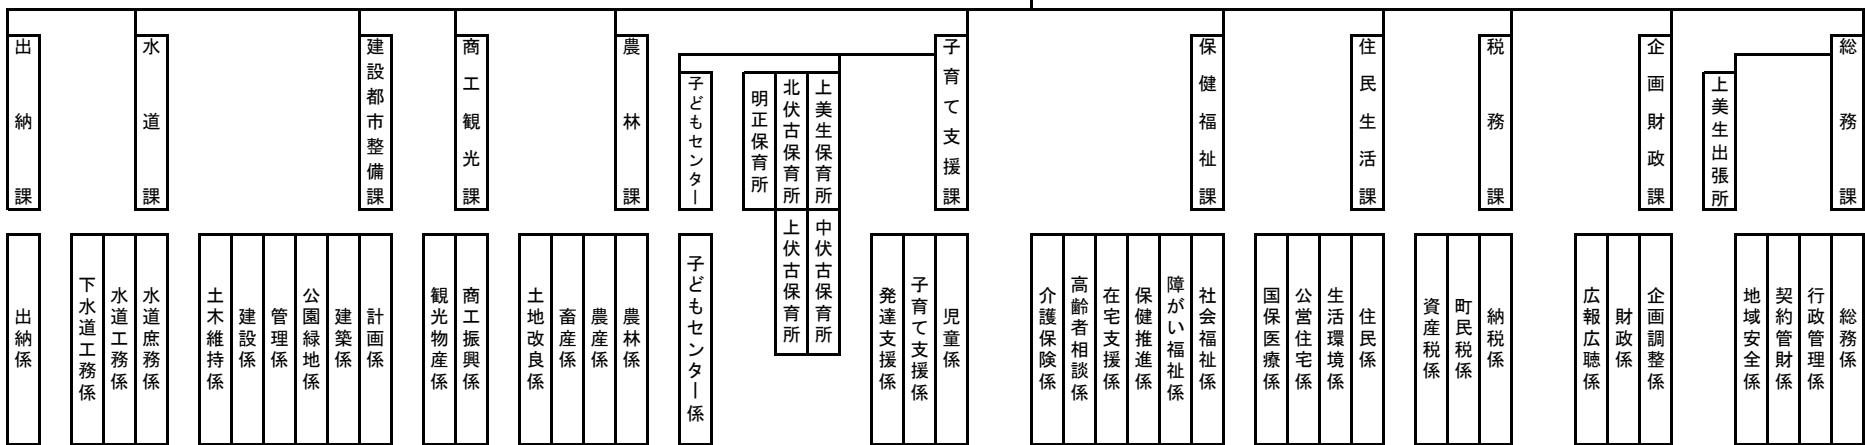 総務課
上美生出張所
企画財政課
税務課
住民生活課
保健福祉課
子育て支援課
上美生保育所
北伏古保育所
明正保育所
子どもセンター
農林課
商工観光課
建設都市整備課
水道課
出納課
中伏古保育所
上伏古保育所
総務係
行政管理係
契約管財係
地域安全係
企画調整係
財政係
広報広聴係
納税係
町民税係
資産税係
住民係
生活環境係
公営住宅係
国保医療係
社会福祉係
障がい福祉係
保健推進係
在宅支援係
高齢者相談係
介護保険係
児童係
子育て支援係
発達支援係
子どもセンター係
農林係
農産係
畜産係
土地改良係
商工振興係
観光物産係
計画係
建築係
公園緑地係
管理係
建設係
土木維持係
水道庶務係
水道工務係
下水道工務係
出納係